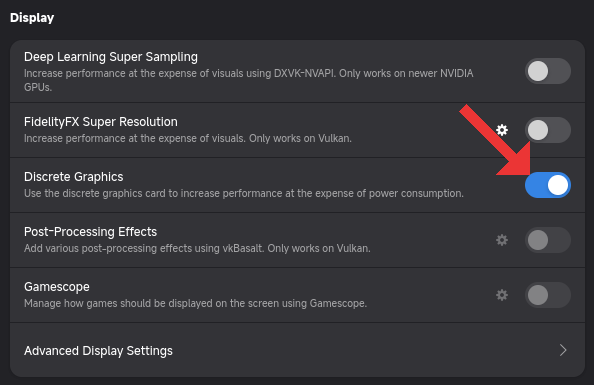 Display
Deep Learning Super Sampling
Increase performance at the expense of visuals using DXVK-NVAPI. Only works on newer NVIDIA
GPUs.
FidelityFX Super Resolution
Increase performance at the expense of visuals. Only works on Vulkan.
Discrete Graphics
Use the discrete graphics card to increase performance at the expense of power consumption.
Post-Processing Effects
Add various post-processing effects using vkBasalt. Only works on Vulkan.
Gamescope
Manage how games should be displayed on the screen using Gamescope.
Advanced Display Settings